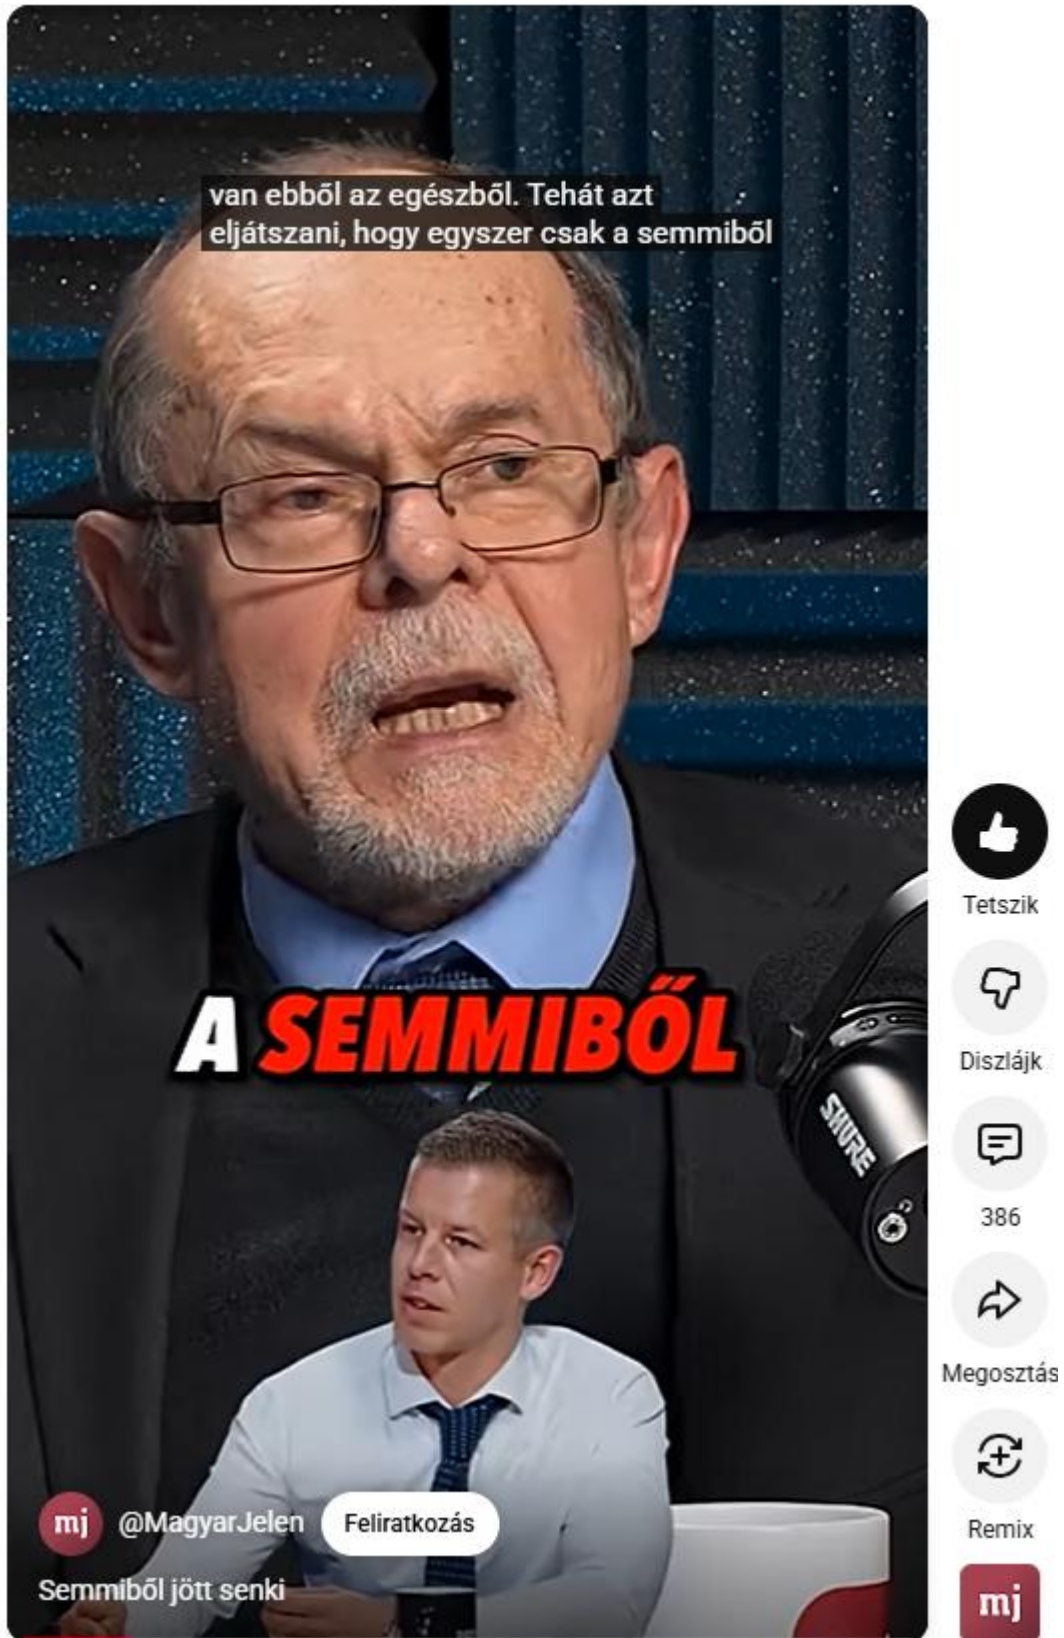 van ebből az egészből. Tehát azt
eljátszani, hogy egyszer csak a semmiből
A SEMMIBŐL
SHURE
Tetszik
Diszlájk
386
Megosztás
Remix
mj @MagyarJelen Feliratkozás
Semmiből jött senki
mj